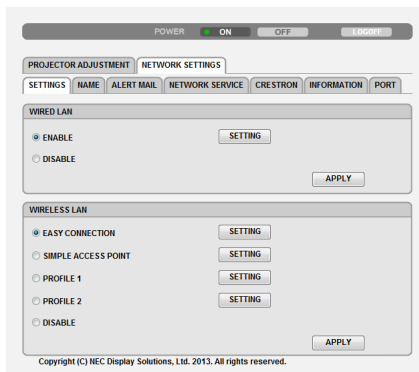 POWER ON OFF LOGOFF
PROJECTOR ADJUSTMENT NETWORK SETTINGS
SETTINGS NAME ALERT MAIL NETWORK SERVICE CRESTRON INFORMATION PORT
WIRED LAN
ENABLE SETTING
DISABLE
APPLY
WIRELESS LAN
EASY CONNECTION SETTING
SIMPLE ACCESS POINT SETTING
PROFILE 1 SETTING
PROFILE 2 SETTING
DISABLE
APPLY
Copyright (C) NEC Display Solutions, Ltd. 2013. All rights reserved.